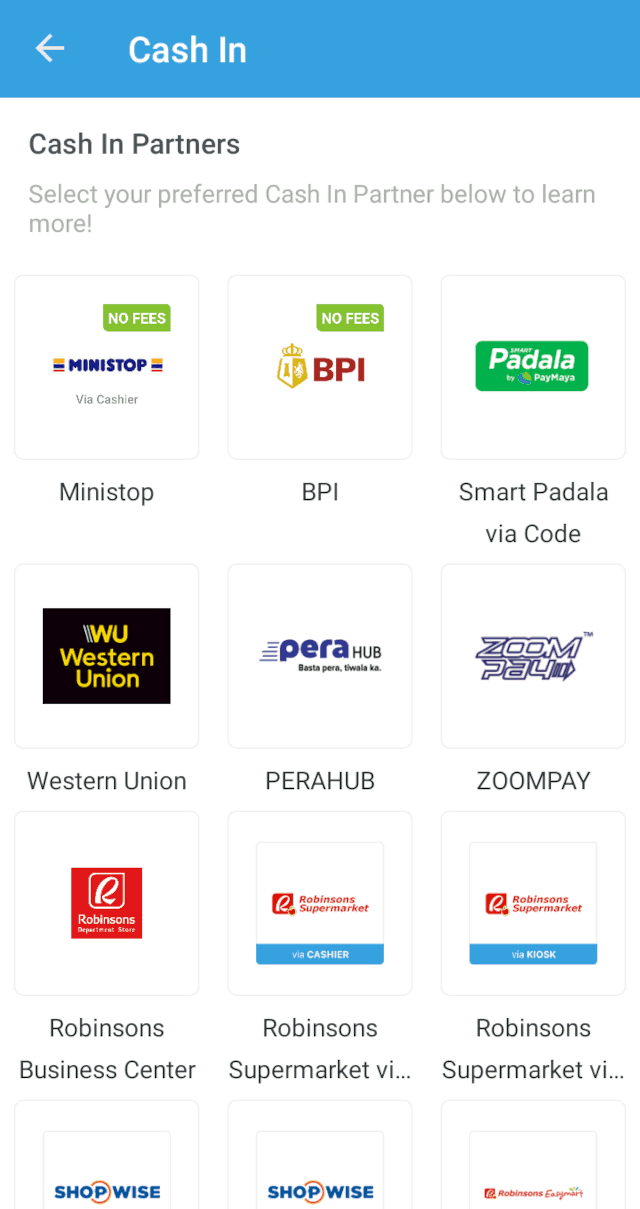 Cash In
Cash In Partners
Select your preferred Cash In Partner below to learn
more!
NO FEES
MINISTOP
Via Cashier
Ministop
NO FEES
BPI
BPI
SMART
Padala
by PayMaya
Smart Padala
via Code
WU
Western
Union
Western Union
pera HUB
Basta pera, tiwala ka.
PERAHUB
ZOOM™
pay
ZOOMPAY
R
Robinsons
Department Store
Robinsons
Business Center
Robinsons
Supermarket
via CASHIER
Robinsons
Supermarket vi...
Robinsons
Supermarket
via KIOSK
Robinsons
Supermarket vi...
SHOPWISE
SHOPWISE
Robinsons Easymart